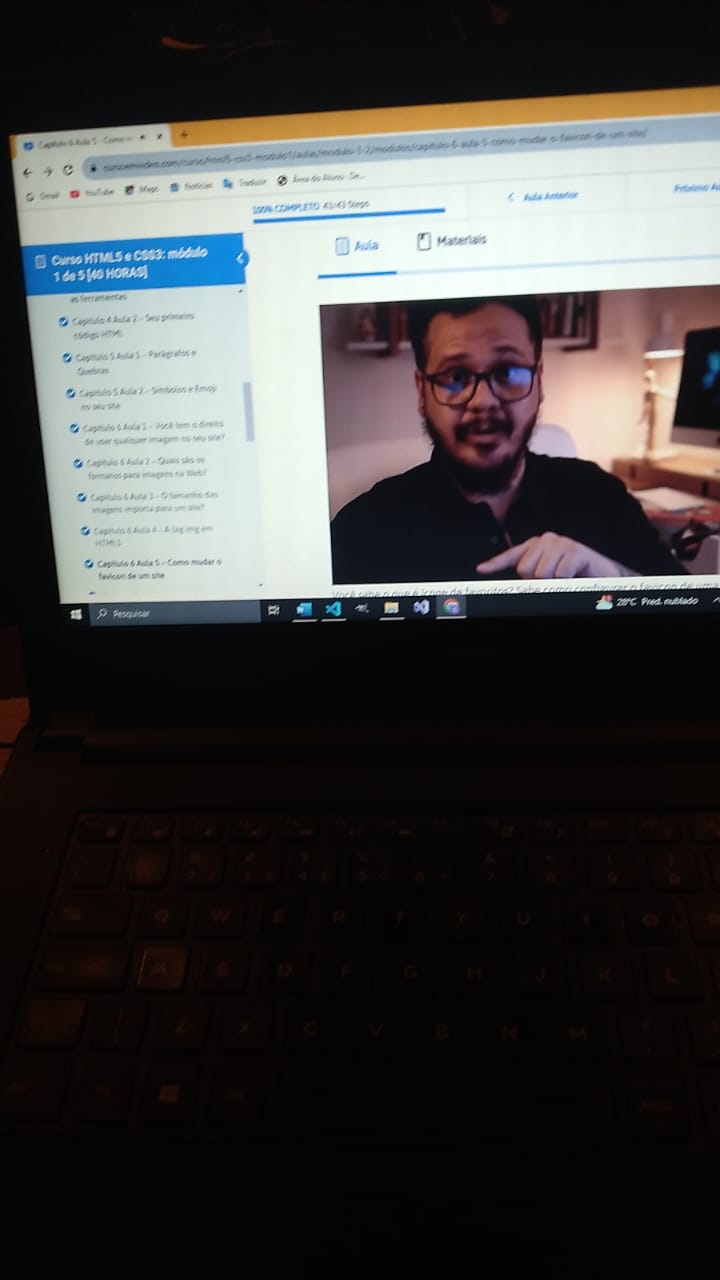 Capítulo 6 Aula 5 - Como
cursoemvideo.com/curso/html5-css3-modulo1/aulas/modulo-1-2/modulos/capitulo-6-aula-5-como-mudar-o-favicon-de-um-site/
Gmail YouTube Maps Notícias Traduzir Área do Aluno -
100% COMPLETO 43/43 Steps
Aula Anterior
Curso HTML5 e CSS3: módulo
1 de 5 [40 HORAS]
Aula
Materiais
as ferramentas
Capítulo 4 Aula 2 – Seu primeiro
código HTML
Capítulo 5 Aula 1 – Parágrafos e
Quebras
Capítulo 5 Aula 2 – Símbolos e Emoji
no seu site
Capítulo 6 Aula 1 – Você tem o direito
de usar qualquer imagem no seu site?
Capítulo 6 Aula 2 – Quais são os
formatos para imagens na Web?
Capítulo 6 Aula 3 – O tamanho das
imagens importa para um site?
Capítulo 6 Aula 4 – A tag img em
HTML5
Capítulo 6 Aula 5 – Como mudar o
favicon de um site
Você sabe o que é ícone de favoritos? Sabe como configurar o favicon de uma
Pesquisar
28°C Pred. nublado
Q W E R T Y U I O
A S D F G H J K L
Z X C V B N M